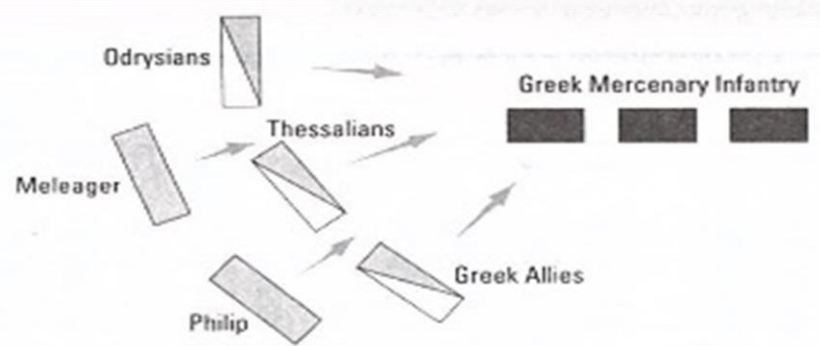 Odrysians
Greek Mercenary Infantry
Thessalians
Meleager
Greek Allies
Philip